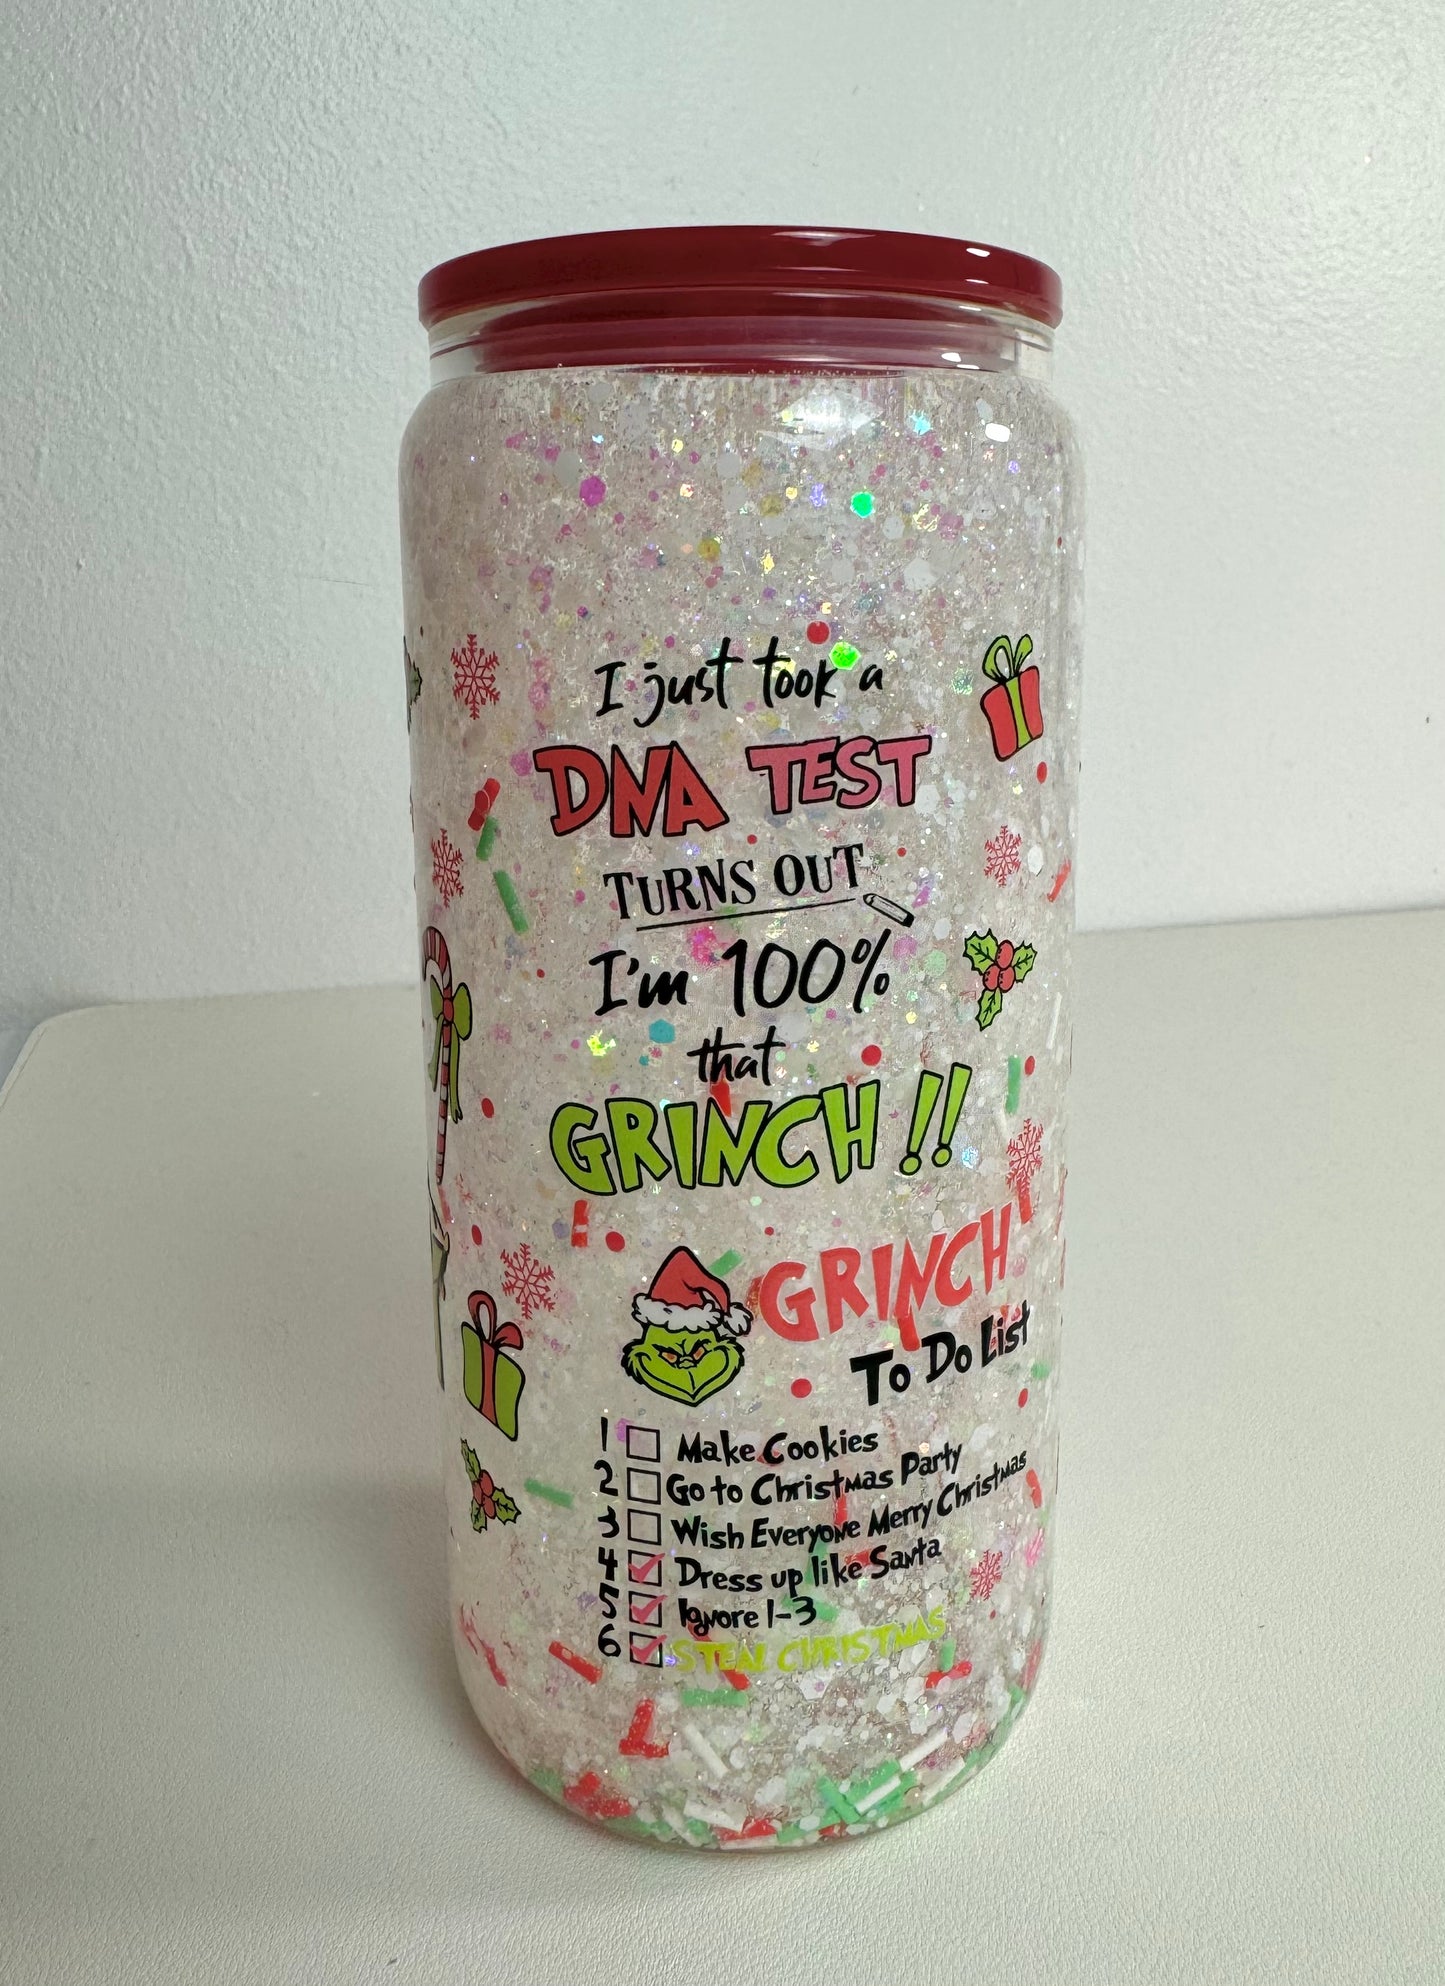 I just took a
DNA TEST
TURNS OUT
I'm 100%
that
GRINCH!!
GRINCH
To Do List
1 Make Cookies
2 Go to Christmas Party
3 Wish Everyone Merry Christmas
4 Dress up like Santa
5 Ignore 1-3
6 STEAL CHRISTMAS